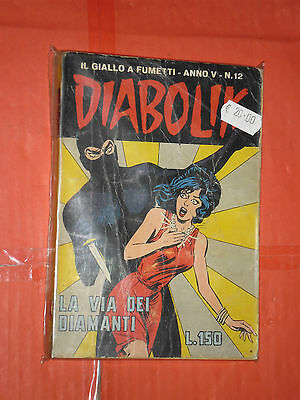 IL GIALLO A FUMETTI - ANNO V - N.12
DIABOLIK
€ 20.00
LA VIA DEI
DIAMANTI
L.150